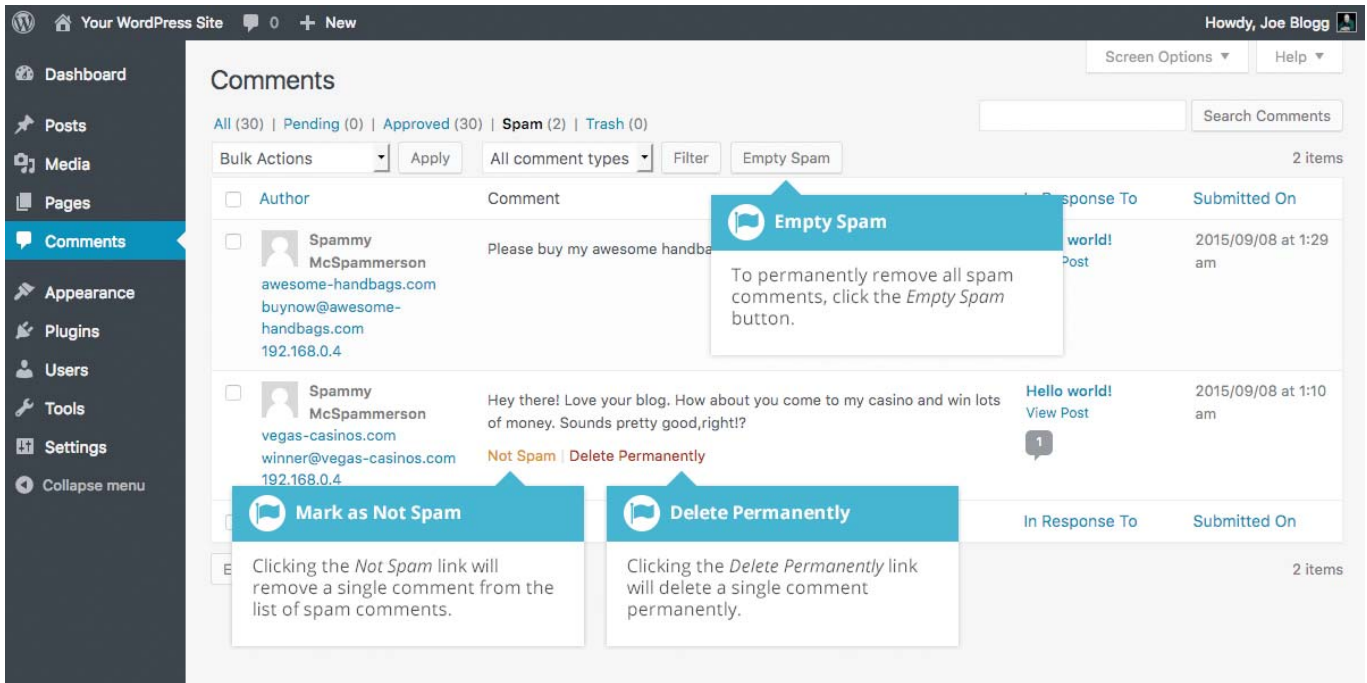 Your WordPress Site 0 + New Howdy, Joe Blogg
Screen Options Help
Dashboard
Posts
Media
Pages
Comments
Appearance
Plugins
Users
Tools
Settings
Collapse menu
Comments
All (30) | Pending (0) | Approved (30) | Spam (2) | Trash (0)
Search Comments
Bulk Actions Apply All comment types Filter Empty Spam 2 items
Author Comment To Submitted On
Spammy
McSpammerson
awesome-handbags.com
buynow@awesome-
handbags.com
192.168.0.4
Please buy my awesome
world!
Post
2015/09/08 at 1:29
am
Empty Spam
To permanently remove all spam
comments, click the Empty Spam
button.
Spammy
McSpammerson
vegas-casinos.com
winner@vegas-casinos.com
192.168.0.4
Hey there! Love your blog. How about you come to my casino and win lots
of money. Sounds pretty good,right!?
Not Spam | Delete Permanently
Hello world!
View Post
1
2015/09/08 at 1:10
am
Mark as Not Spam
Clicking the Not Spam link will
remove a single comment from the
list of spam comments.
Delete Permanently
Clicking the Delete Permanently link
will delete a single comment
permanently.
In Response To Submitted On
2 items